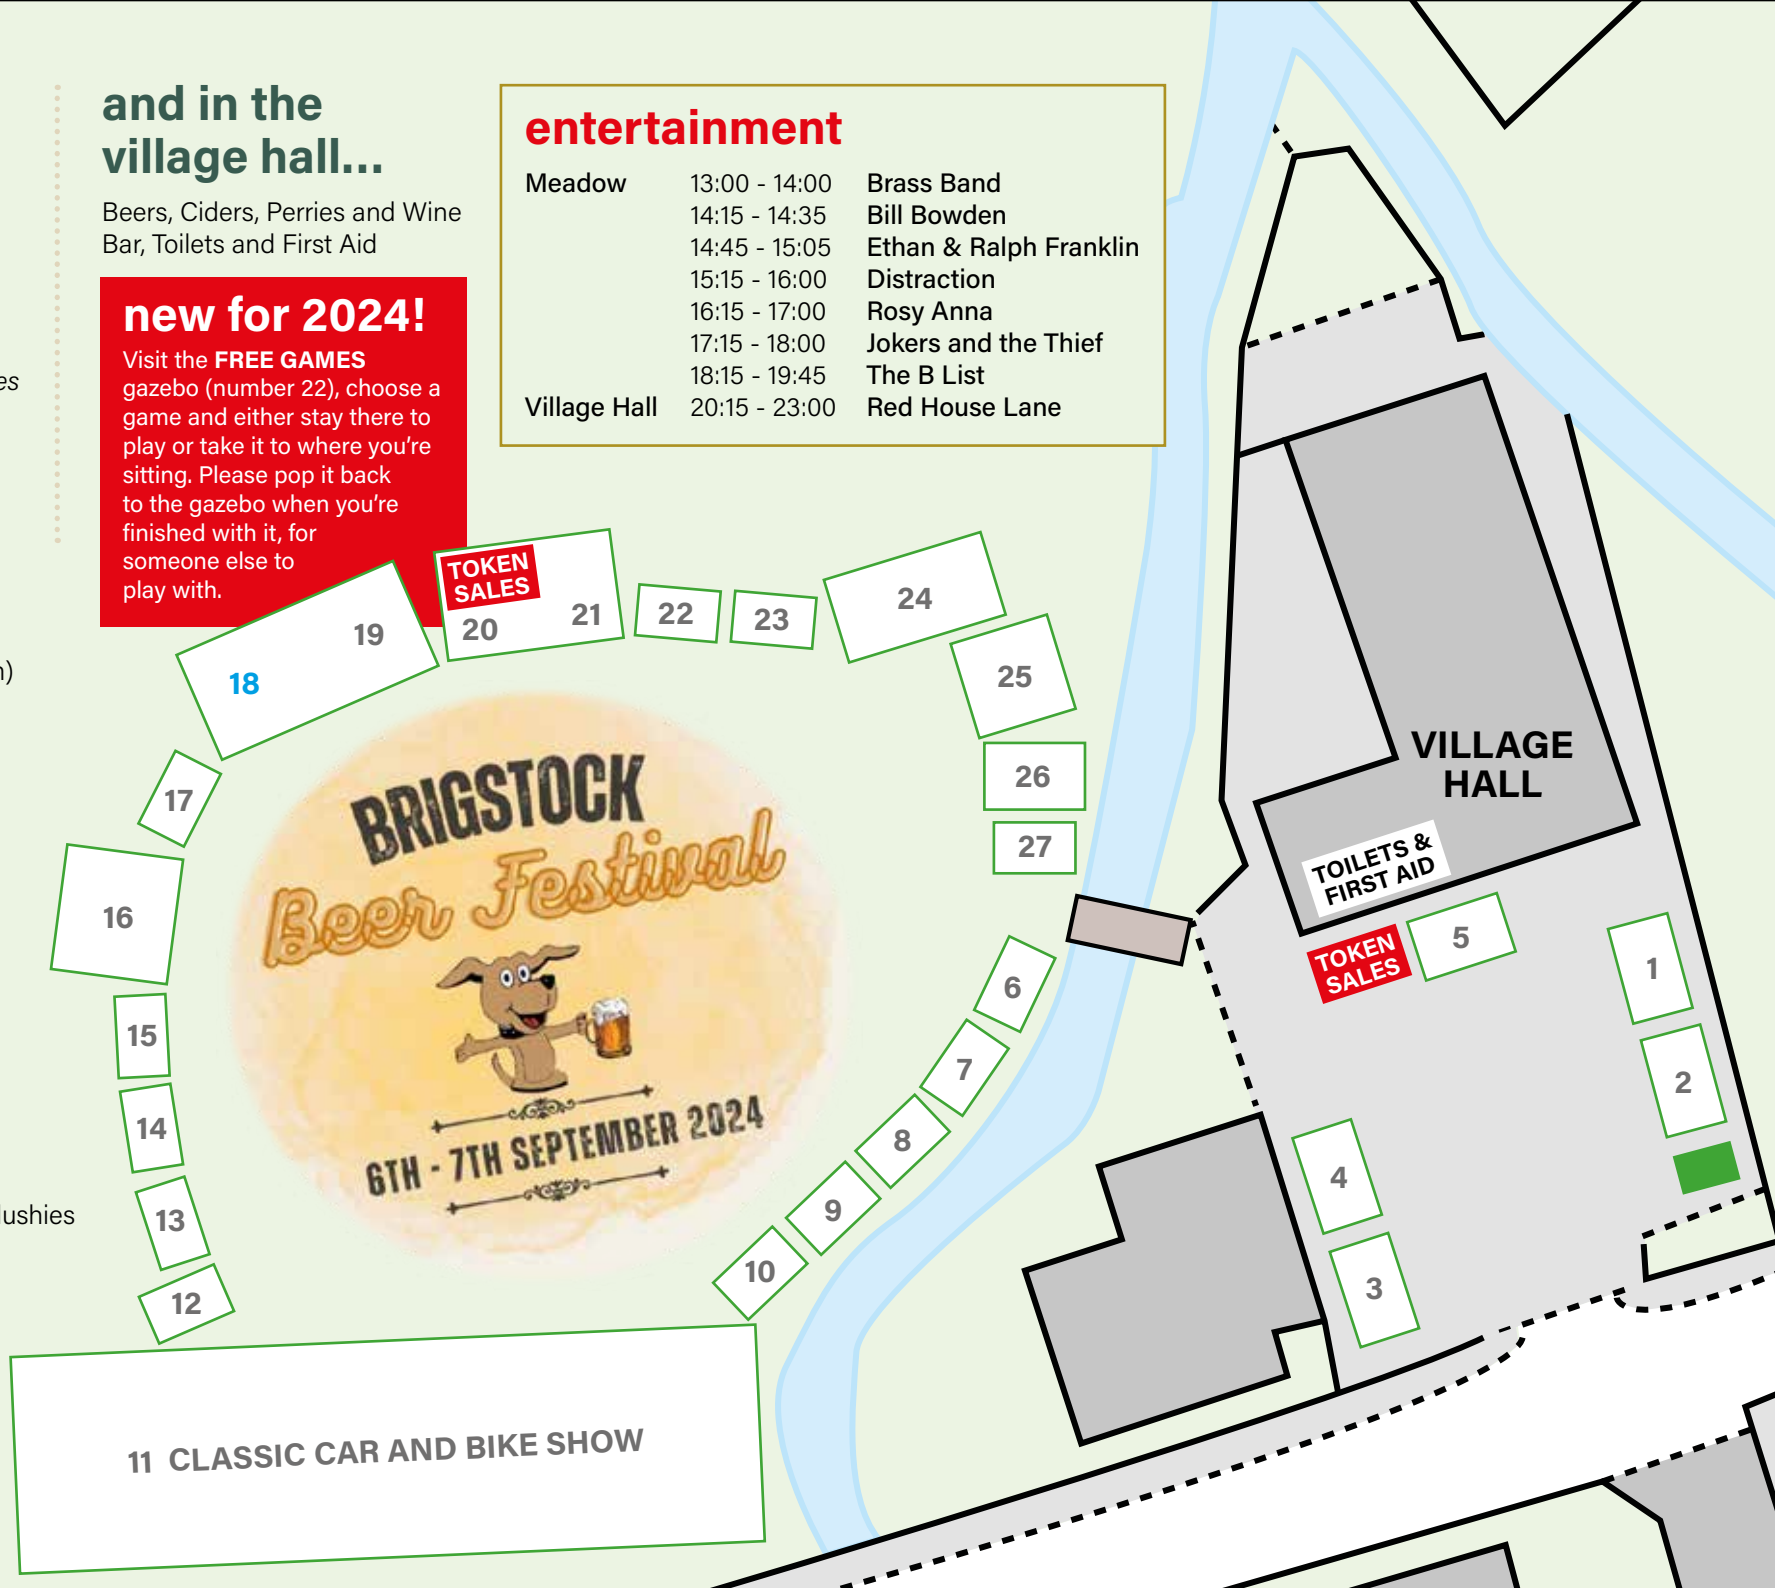 and in the
village hall...
Beers, Ciders, Perries and Wine
Bar, Toilets and First Aid
new for 2024!
Visit the FREE GAMES
gazebo (number 22), choose a
game and either stay there to
play or take it to where you're
sitting. Please pop it back
to the gazebo when you're
finished with it, for
someone else to
play with.
entertainment
Meadow 13:00 - 14:00 Brass Band
14:15 - 14:35 Bill Bowden
14:45 - 15:05 Ethan & Ralph Franklin
15:15 - 16:00 Distraction
16:15 - 17:00 Rosy Anna
17:15 - 18:00 Jokers and the Thief
18:15 - 19:45 The B List
Village Hall 20:15 - 23:00 Red House Lane
TOKEN
SALES
18
19
20
21
22
23
24
25
26
27
17
16
15
14
13
12
6
7
8
9
10
BRIGSTOCK
Beer Festival
6TH - 7TH SEPTEMBER 2024
11 CLASSIC CAR AND BIKE SHOW
VILLAGE
HALL
TOILETS &
FIRST AID
TOKEN
SALES
5
1
2
4
3